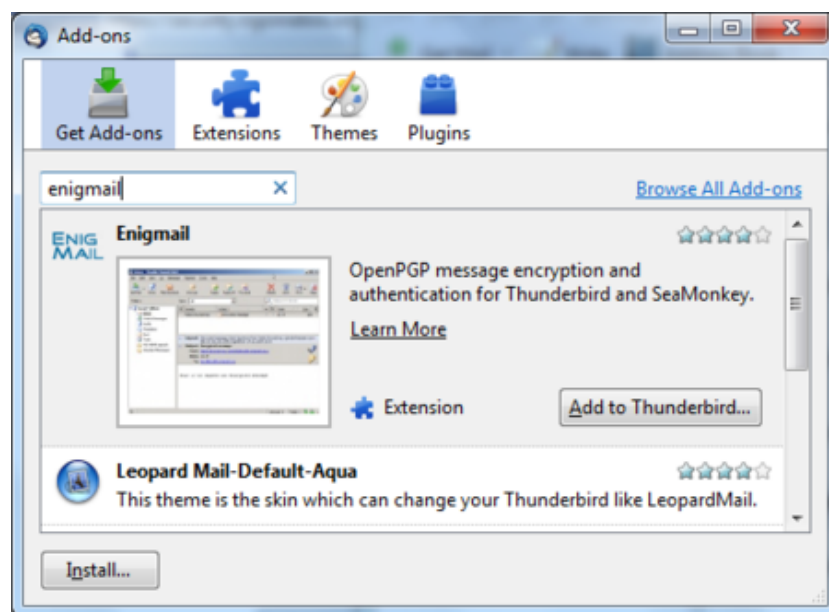 Add-ons
Get Add-ons
Extensions
Themes
Plugins
enigmail
Browse All Add-ons
ENIG
MAIL
Enigmail
OpenPGP message encryption and
authentication for Thunderbird and SeaMonkey.
Learn More
Extension
Add to Thunderbird...
Leopard Mail-Default-Aqua
This theme is the skin which can change your Thunderbird like LeopardMail.
Install...